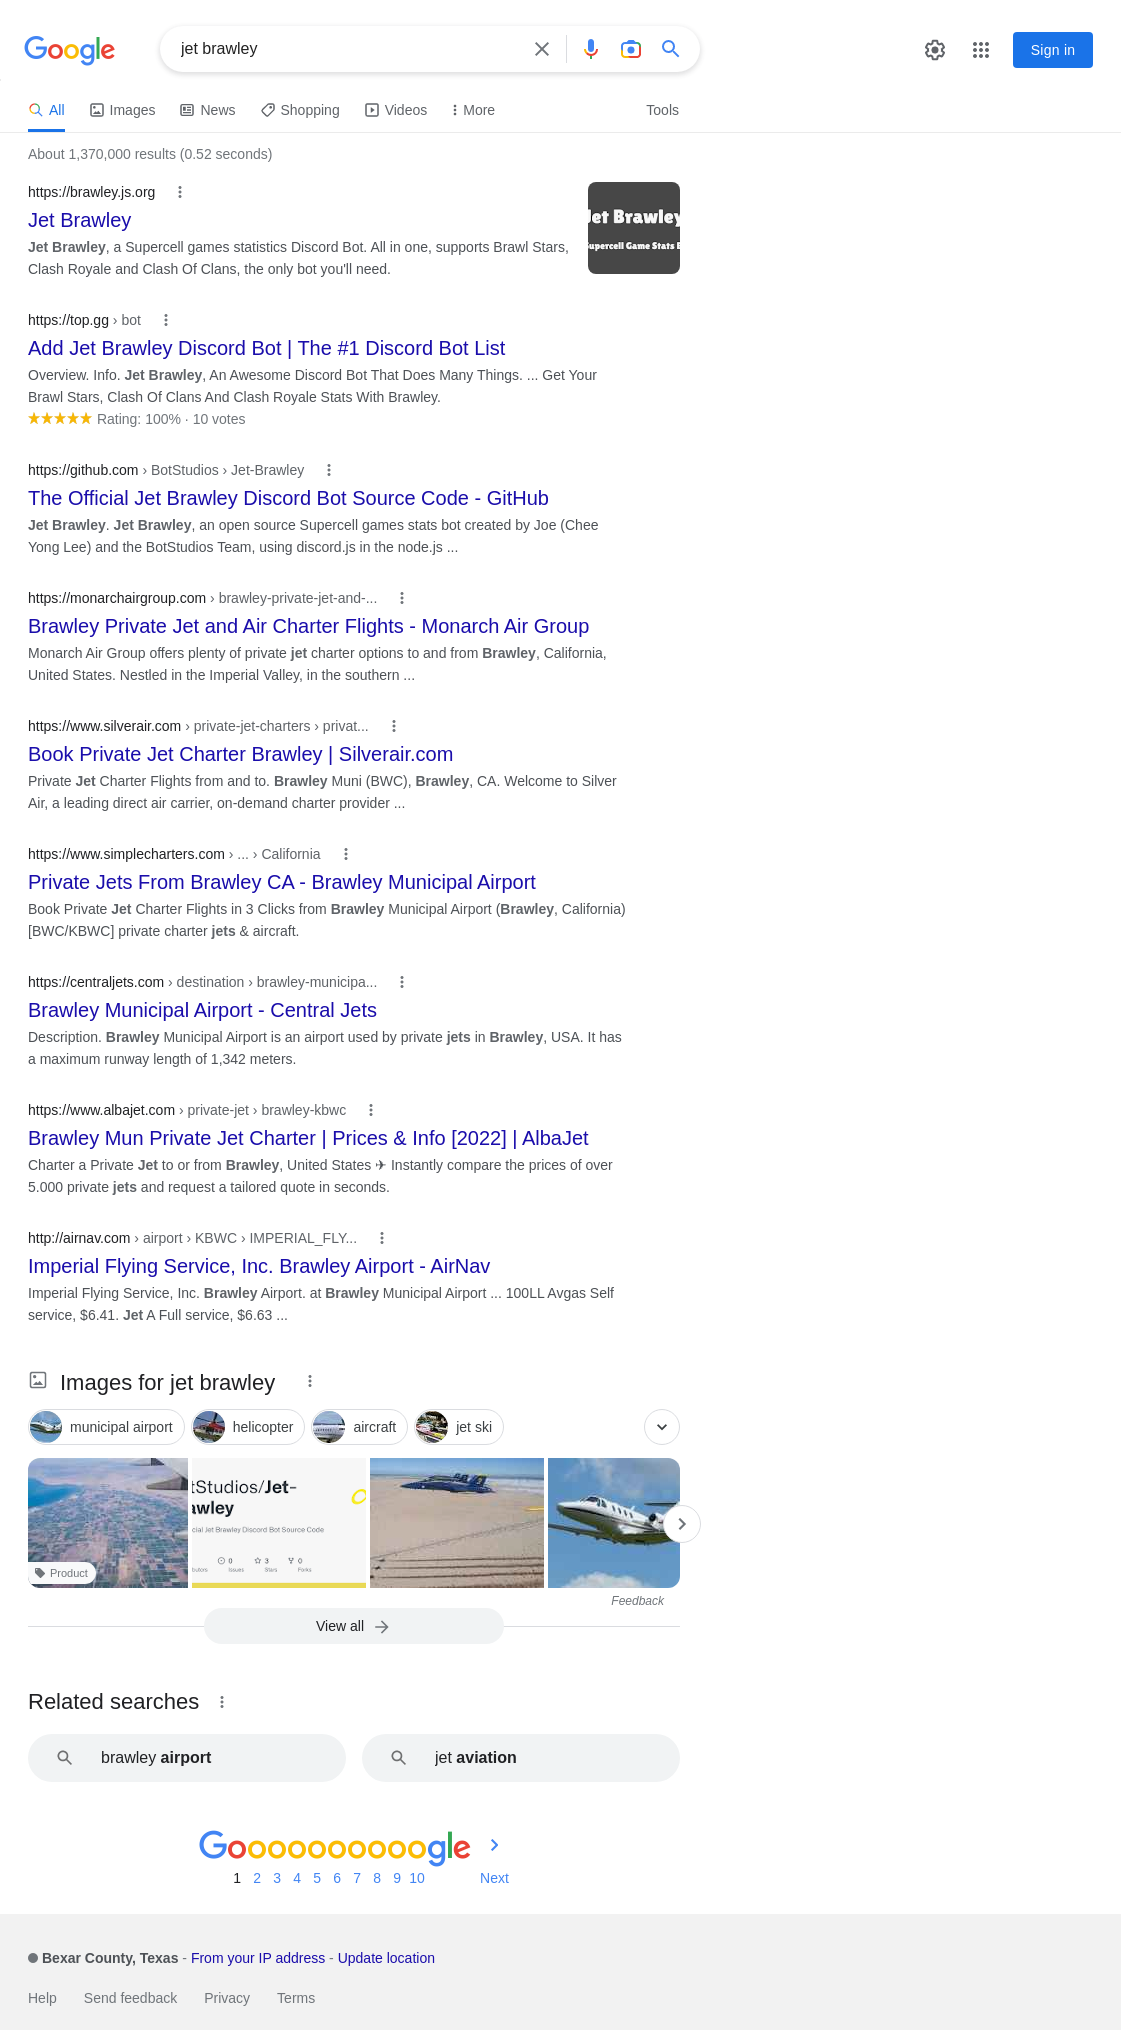 Google
jet brawley
Sign in
All
Images
News
Shopping
Videos
More
Tools
About 1,370,000 results (0.52 seconds)
https://brawley.js.org
Jet Brawley
Jet Brawley, a Supercell games statistics Discord Bot. All in one, supports Brawl Stars,
Clash Royale and Clash Of Clans, the only bot you'll need.
Jet Brawley
Supercell Game Stats B
https://top.gg › bot
Add Jet Brawley Discord Bot | The #1 Discord Bot List
Overview. Info. Jet Brawley, An Awesome Discord Bot That Does Many Things. ... Get Your
Brawl Stars, Clash Of Clans And Clash Royale Stats With Brawley.
Rating: 100% · 10 votes
https://github.com › BotStudios › Jet-Brawley
The Official Jet Brawley Discord Bot Source Code - GitHub
Jet Brawley. Jet Brawley, an open source Supercell games stats bot created by Joe (Chee
Yong Lee) and the BotStudios Team, using discord.js in the node.js ...
https://monarchairgroup.com › brawley-private-jet-and-...
Brawley Private Jet and Air Charter Flights - Monarch Air Group
Monarch Air Group offers plenty of private jet charter options to and from Brawley, California,
United States. Nestled in the Imperial Valley, in the southern ...
https://www.silverair.com › private-jet-charters › privat...
Book Private Jet Charter Brawley | Silverair.com
Private Jet Charter Flights from and to. Brawley Muni (BWC), Brawley, CA. Welcome to Silver
Air, a leading direct air carrier, on-demand charter provider ...
https://www.simplecharters.com › ... › California
Private Jets From Brawley CA - Brawley Municipal Airport
Book Private Jet Charter Flights in 3 Clicks from Brawley Municipal Airport (Brawley, California)
[BWC/KBWC] private charter jets & aircraft.
https://centraljets.com › destination › brawley-municipa...
Brawley Municipal Airport - Central Jets
Description. Brawley Municipal Airport is an airport used by private jets in Brawley, USA. It has
a maximum runway length of 1,342 meters.
https://www.albajet.com › private-jet › brawley-kbwc
Brawley Mun Private Jet Charter | Prices & Info [2022] | AlbaJet
Charter a Private Jet to or from Brawley, United States ✈ Instantly compare the prices of over
5.000 private jets and request a tailored quote in seconds.
http://airnav.com › airport › KBWC › IMPERIAL_FLY...
Imperial Flying Service, Inc. Brawley Airport - AirNav
Imperial Flying Service, Inc. Brawley Airport. at Brawley Municipal Airport ... 100LL Avgas Self
service, $6.41. Jet A Full service, $6.63 ...
Images for jet brawley
municipal airport
helicopter
aircraft
jet ski
tStudios/Jet-
awley
cial Jet Brawley Discord Bot Source Code
0 3 0
Issues Stars Forks
Product
Feedback
View all
Related searches
brawley airport
jet aviation
Goooooooooogle
1 2 3 4 5 6 7 8 9 10 Next
Bexar County, Texas - From your IP address - Update location
Help Send feedback Privacy Terms